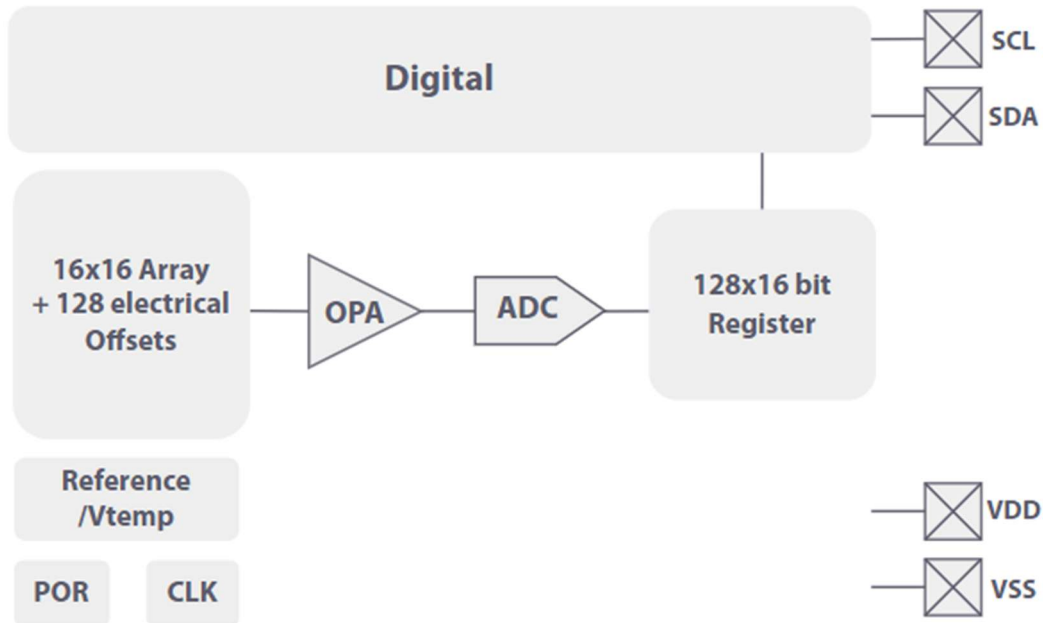 Digital
SCL
SDA
16x16 Array
+ 128 electrical
Offsets
OPA
ADC
128x16 bit
Register
Reference
/Vtemp
POR
CLK
VDD
VSS